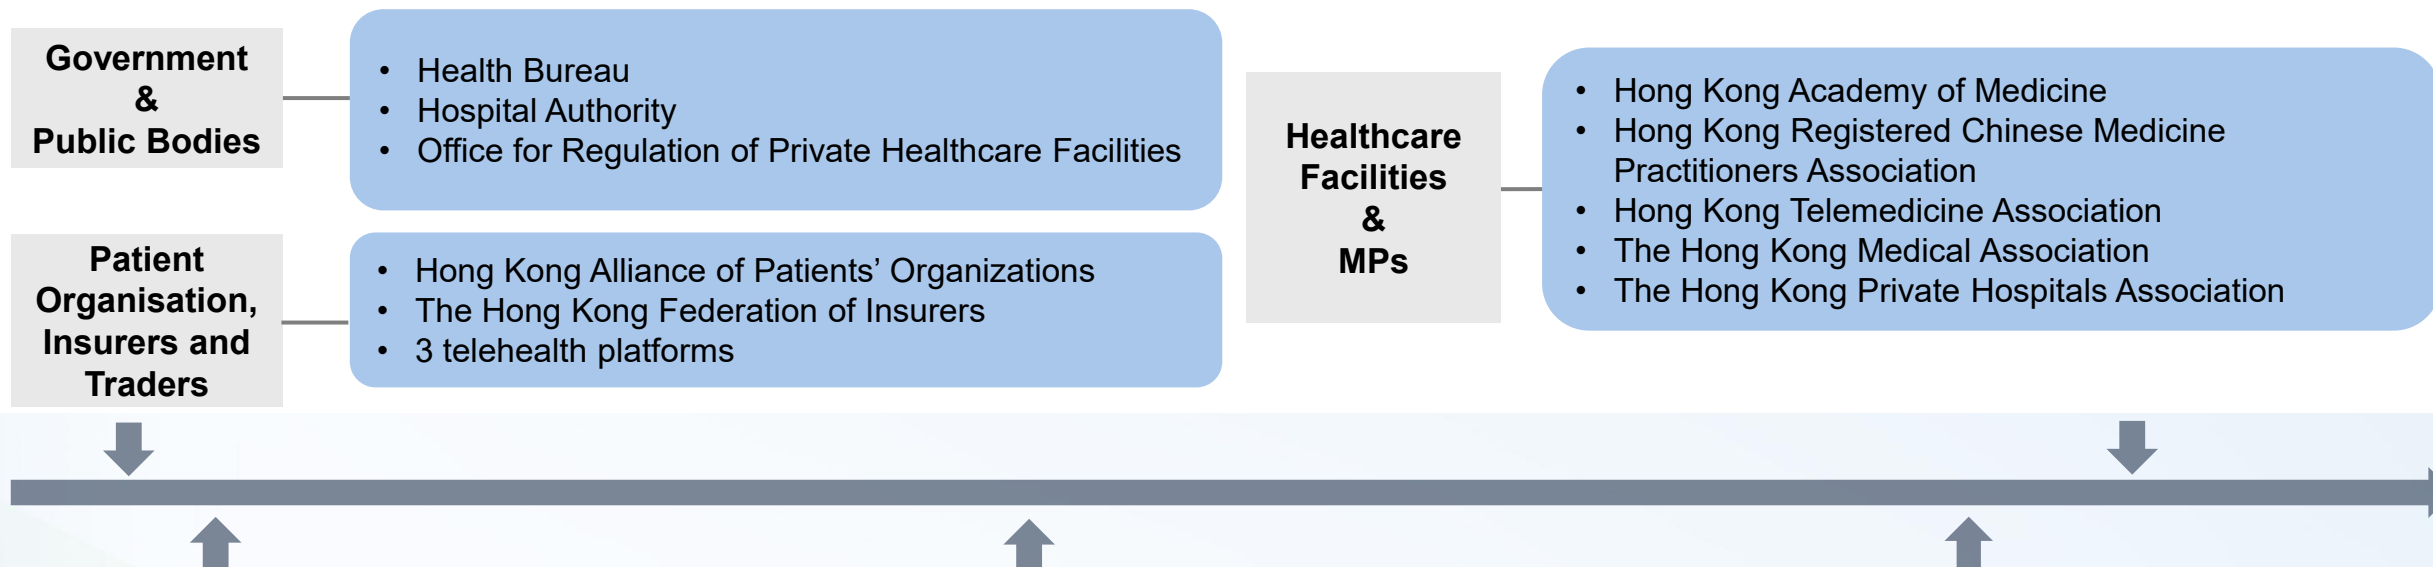 Government
&
Public Bodies
• Health Bureau
• Hospital Authority
• Office for Regulation of Private Healthcare Facilities
Patient
Organisation,
Insurers and
Traders
• Hong Kong Alliance of Patients’ Organizations
• The Hong Kong Federation of Insurers
• 3 telehealth platforms
Healthcare
Facilities
&
MPs
• Hong Kong Academy of Medicine
• Hong Kong Registered Chinese Medicine
Practitioners Association
• Hong Kong Telemedicine Association
• The Hong Kong Medical Association
• The Hong Kong Private Hospitals Association